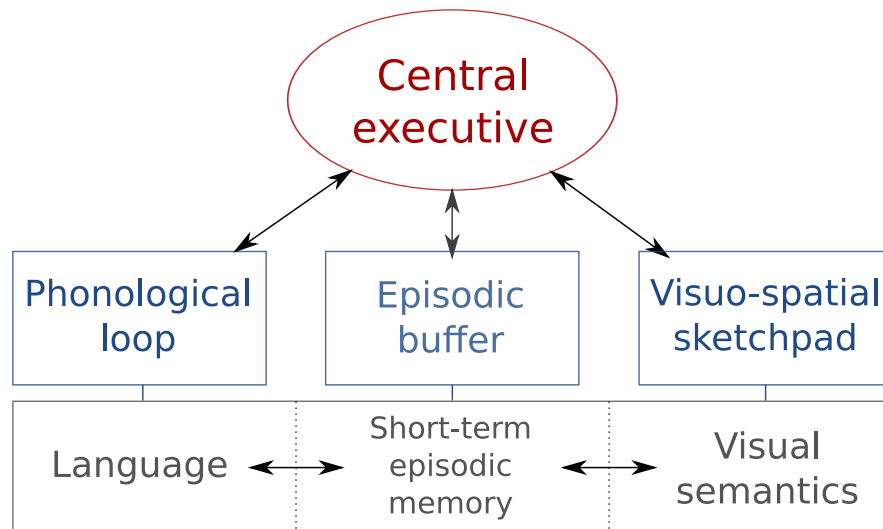 Central
executive
Phonological
loop
Episodic
buffer
Visuo-spatial
sketchpad
Language
Short-term
episodic
memory
Visual
semantics